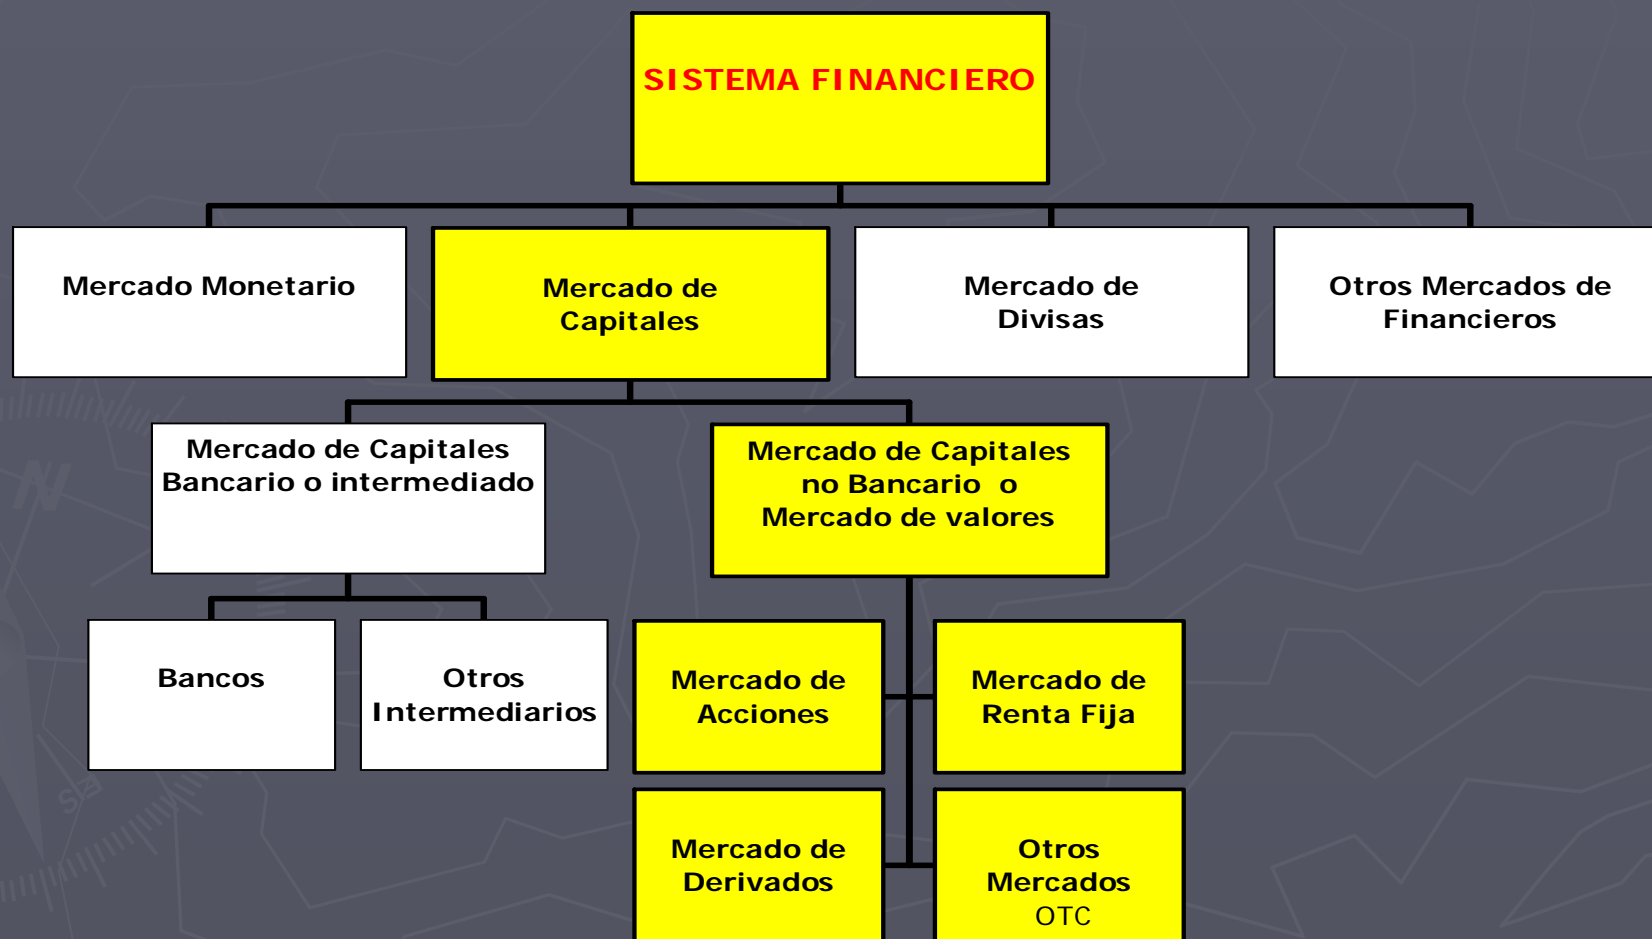 SISTEMA FINANCIERO
Mercado Monetario
Mercado de
Capitales
Mercado de
Divisas
Otros Mercados de
Financieros
Mercado de Capitales
Bancario o intermediado
Mercado de Capitales
no Bancario o
Mercado de valores
Bancos
Otros
Intermediarios
Mercado de
Acciones
Mercado de
Renta Fija
Mercado de
Derivados
Otros
Mercados
OTC
N